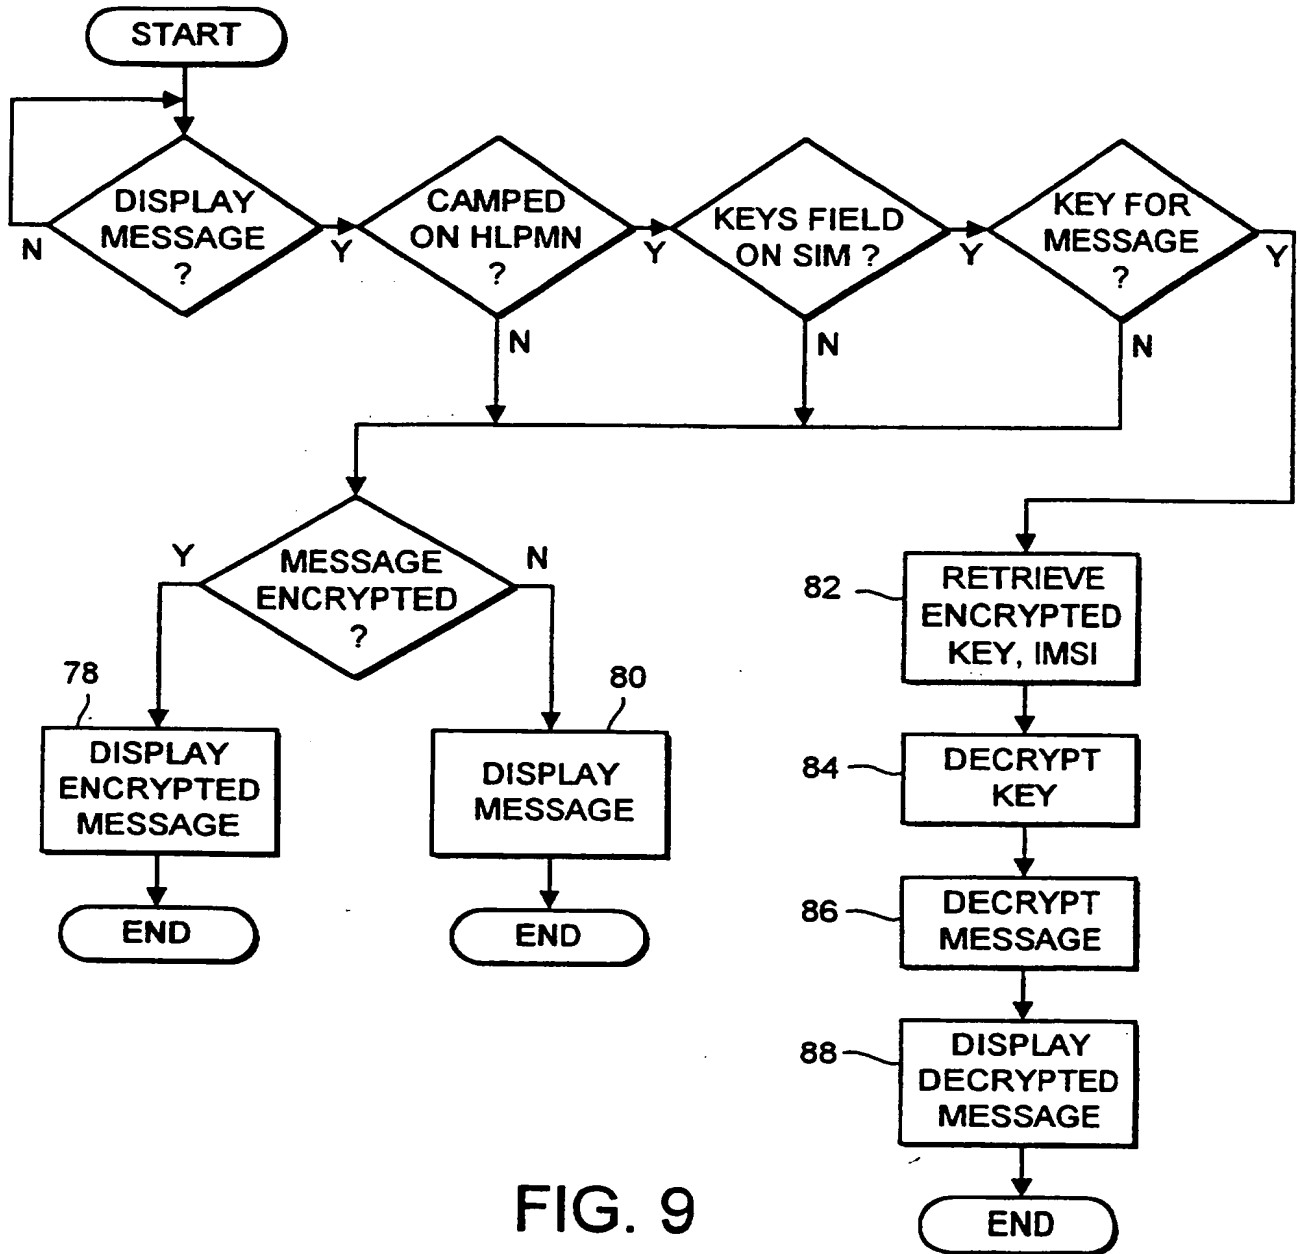 START
DISPLAY
MESSAGE
?
N
Y
CAMPED
ON HLPMN
?
Y
N
KEYS FIELD
ON SIM ?
Y
N
KEY FOR
MESSAGE
?
Y
N
MESSAGE
ENCRYPTED
?
Y
N
78
DISPLAY
ENCRYPTED
MESSAGE
END
80
DISPLAY
MESSAGE
END
82
RETRIEVE
ENCRYPTED
KEY, IMSI
84
DECRYPT
KEY
86
DECRYPT
MESSAGE
88
DISPLAY
DECRYPTED
MESSAGE
END
FIG. 9